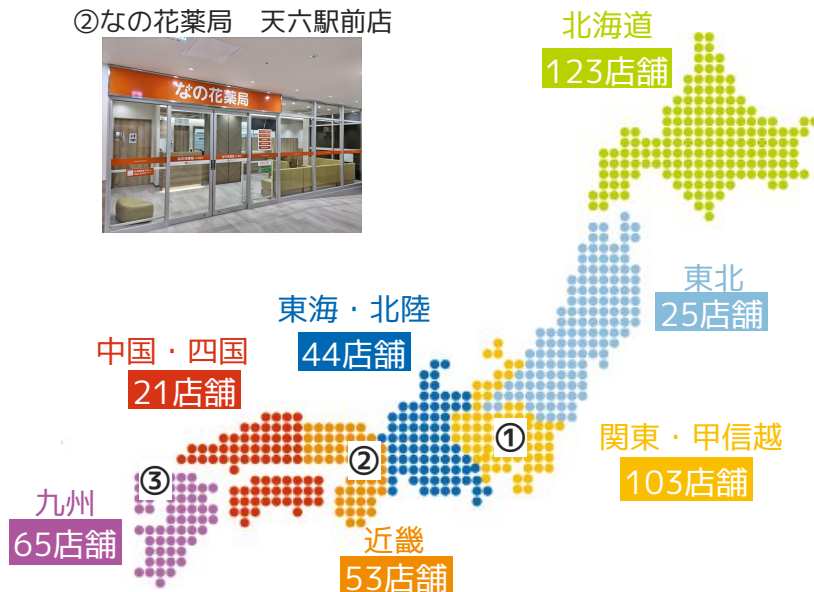 ②なの花薬局　天六駅前店
なの花薬局
北海道
123店舗
東北
25店舗
東海・北陸
44店舗
中国・四国
21店舗
①
関東・甲信越
103店舗
②
③
九州
65店舗
近畿
53店舗